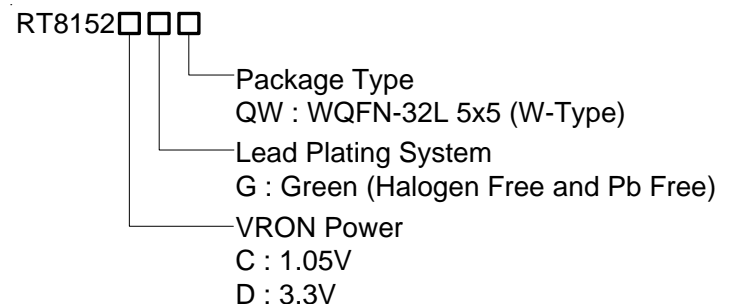 RT8152□□□
Package Type
QW : WQFN-32L 5x5 (W-Type)
Lead Plating System
G : Green (Halogen Free and Pb Free)
VRON Power
C : 1.05V
D : 3.3V